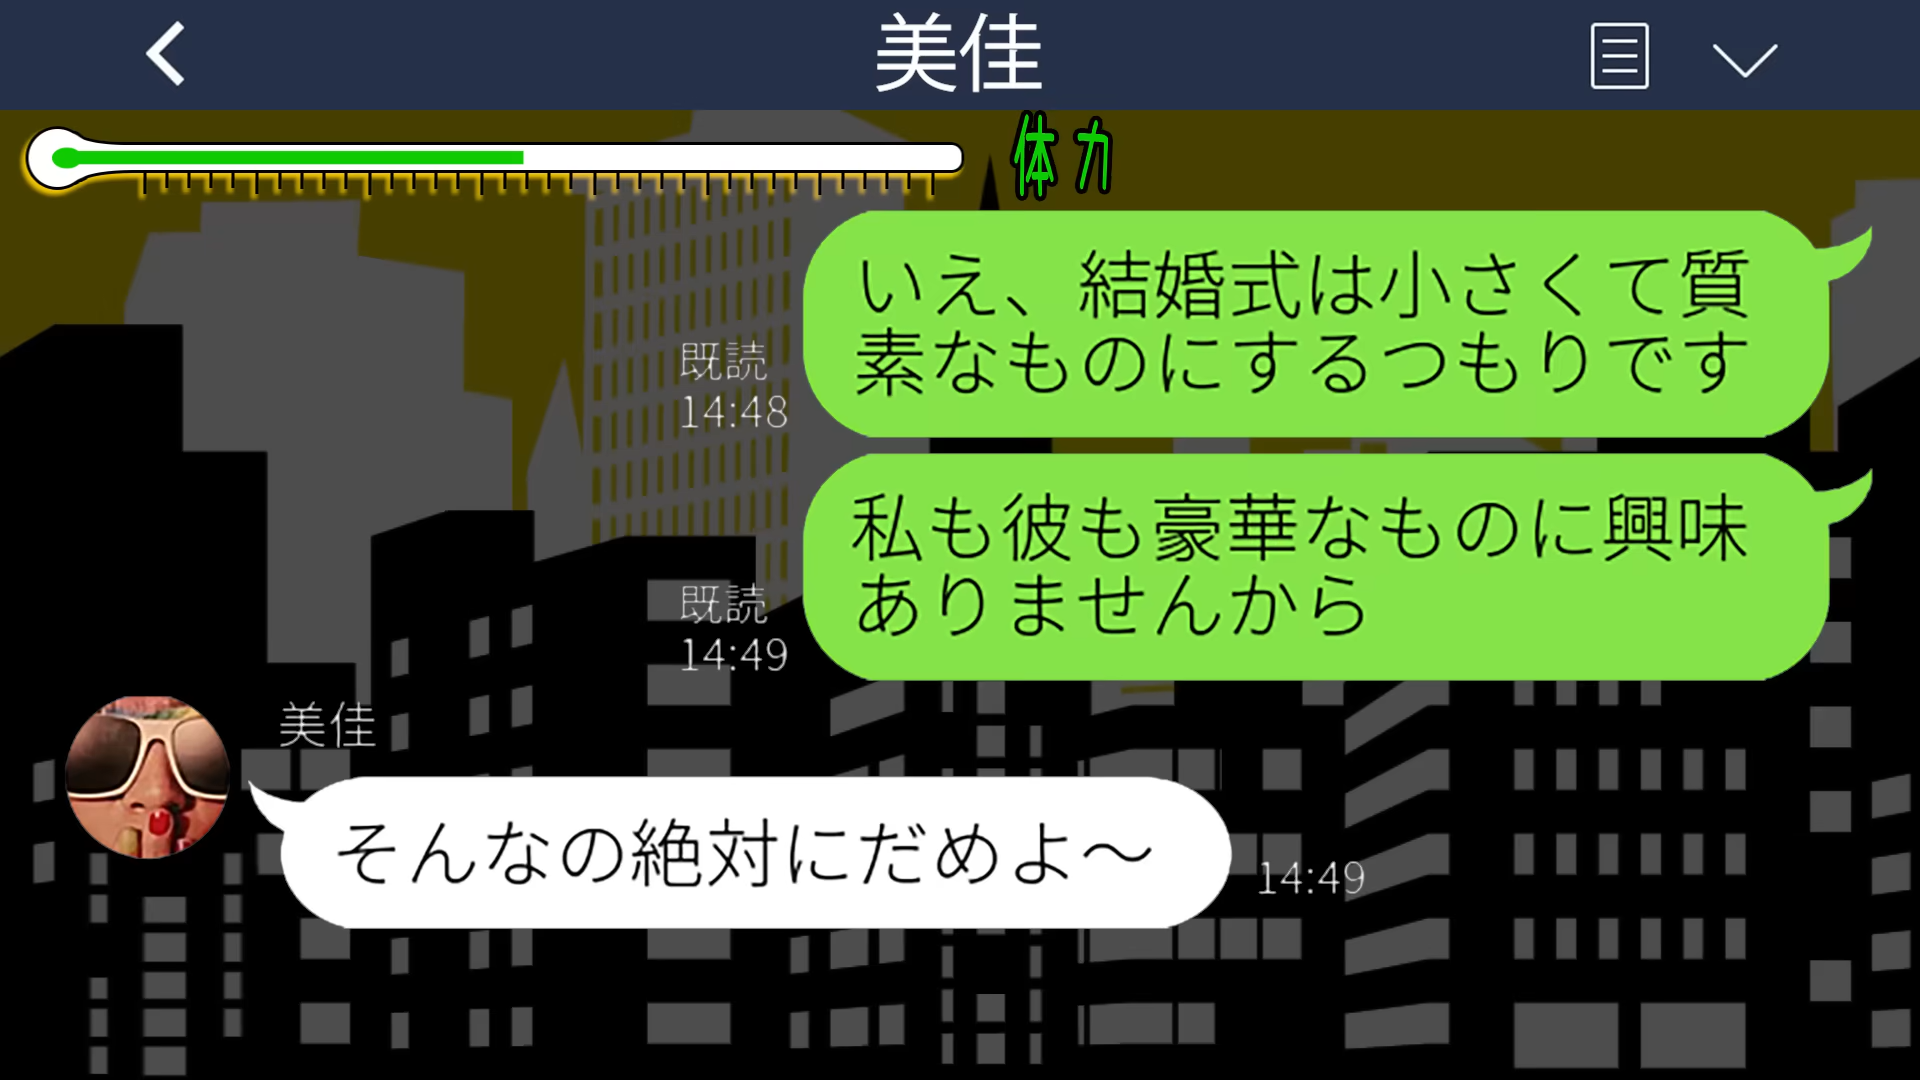 美佳
体力
いえ、結婚式は小さくて質
素なものにするつもりです
既読
14:48
私も彼も豪華なものに興味
ありませんから
既読
14:49
美佳
そんなの絶対にだめよ～
14:49